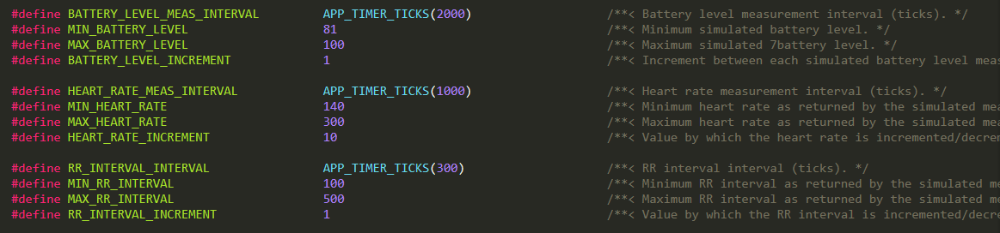 #define BATTERY_LEVEL_MEAS_INTERVAL APP_TIMER_TICKS(2000) /**< Battery level measurement interval (ticks). */
#define MIN_BATTERY_LEVEL 81 /**< Minimum simulated battery level. */
#define MAX_BATTERY_LEVEL 100 /**< Maximum simulated 7battery level. */
#define BATTERY_LEVEL_INCREMENT 1 /**< Increment between each simulated battery level meas
#define HEART_RATE_MEAS_INTERVAL APP_TIMER_TICKS(1000) /**< Heart rate measurement interval (ticks). */
#define MIN_HEART_RATE 140 /**< Minimum heart rate as returned by the simulated mea
#define MAX_HEART_RATE 300 /**< Maximum heart rate as returned by the simulated mea
#define HEART_RATE_INCREMENT 10 /**< Value by which the heart rate is incremented/decrem
#define RR_INTERVAL_INTERVAL APP_TIMER_TICKS(300) /**< RR interval interval (ticks). */
#define MIN_RR_INTERVAL 100 /**< Minimum RR interval as returned by the simulated me
#define MAX_RR_INTERVAL 500 /**< Maximum RR interval as returned by the simulated me
#define RR_INTERVAL_INCREMENT 1 /**< Value by which the RR interval is incremented/decre